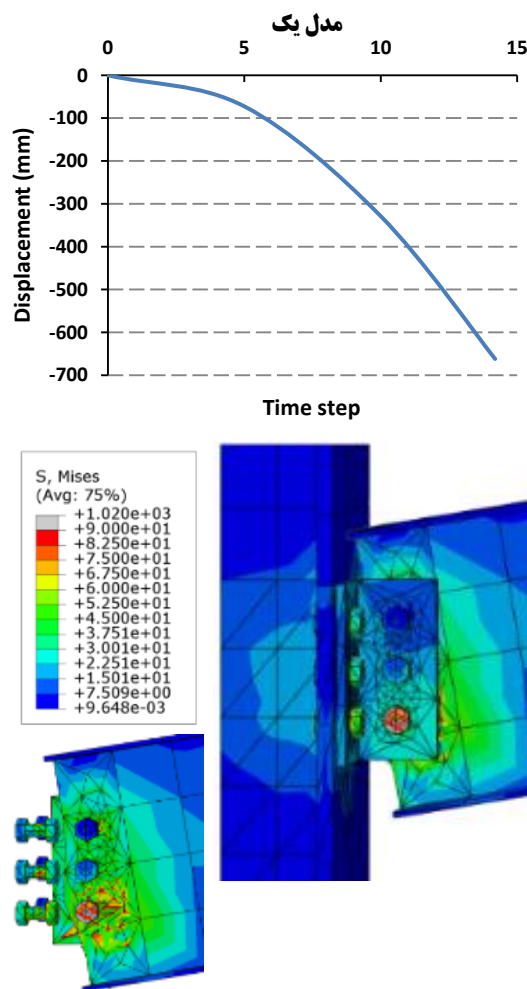 مدل یک
0 5 10 15
0
-100
-200
-300
-400
-500
-600
-700
Displacement (mm)
Time step
S, Mises
(Avg: 75%)
+1.020e+03
+9.000e+01
+8.250e+01
+7.500e+01
+6.750e+01
+6.000e+01
+5.250e+01
+4.500e+01
+3.751e+01
+3.001e+01
+2.251e+01
+1.501e+01
+7.509e+00
+9.648e-03